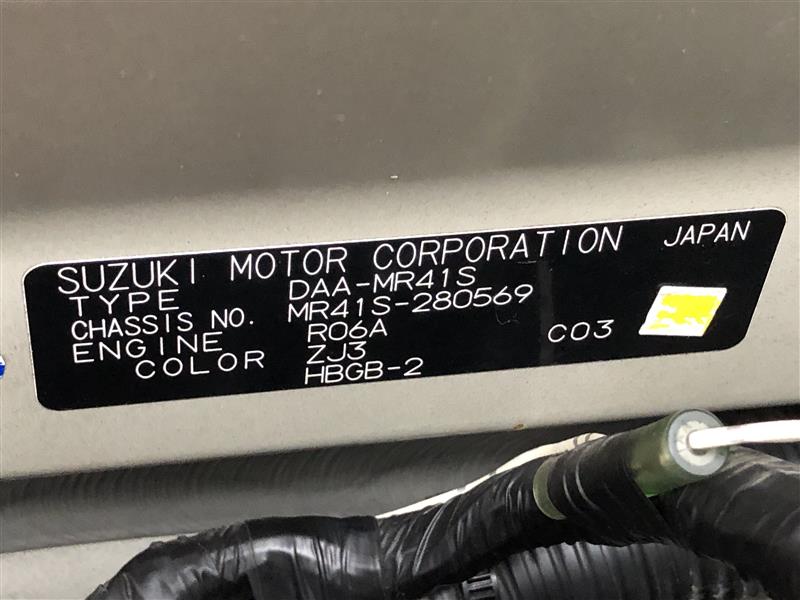 SUZUKI MOTOR CORPORATION JAPAN
TYPE DAA-MR41S
CHASSIS NO. MR41S-280569
ENGINE R06A C03
COLOR ZJ3
HBGB-2